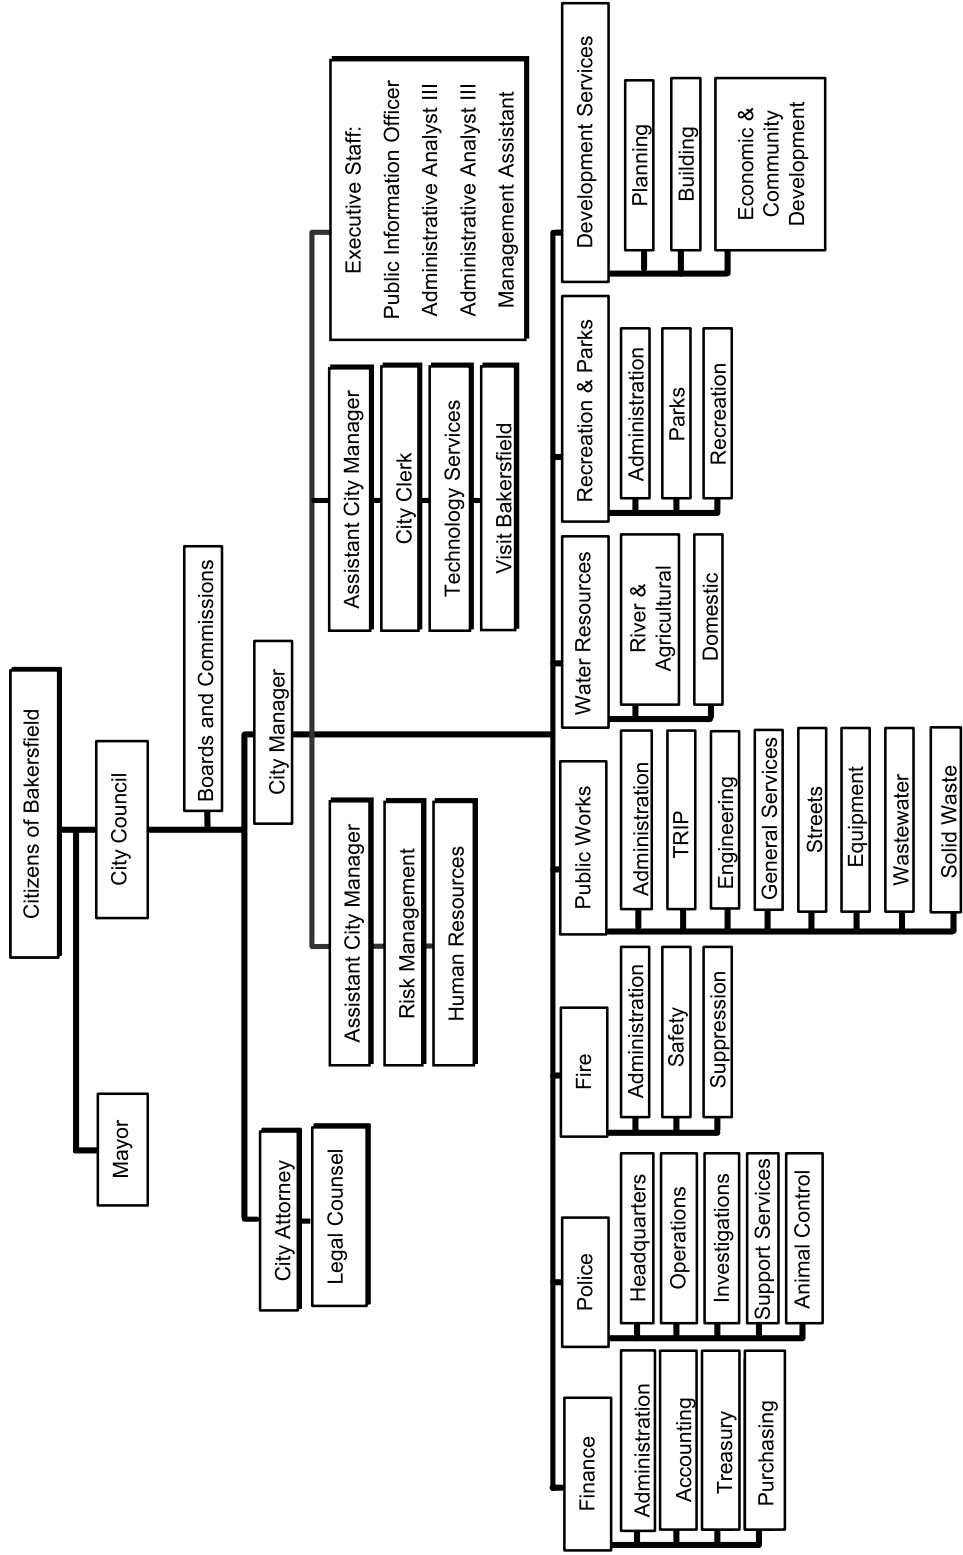 Citizens of Bakersfield
Mayor
City Council
Boards and Commissions
City Attorney
Legal Counsel
City Manager
Assistant City Manager
Risk Management
Human Resources
Assistant City Manager
City Clerk
Technology Services
Visit Bakersfield
Executive Staff:
Public Information Officer
Administrative Analyst III
Administrative Analyst III
Management Assistant
Finance
Administration
Accounting
Treasury
Purchasing
Police
Headquarters
Operations
Investigations
Support Services
Animal Control
Fire
Administration
Safety
Suppression
Public Works
Administration
TRIP
Engineering
General Services
Streets
Equipment
Wastewater
Solid Waste
Water Resources
River &
Agricultural
Domestic
Recreation & Parks
Administration
Parks
Recreation
Development Services
Planning
Building
Economic &
Community
Development